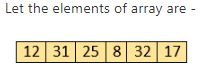 Let the elements of array are -
12 31 25 8 32 17